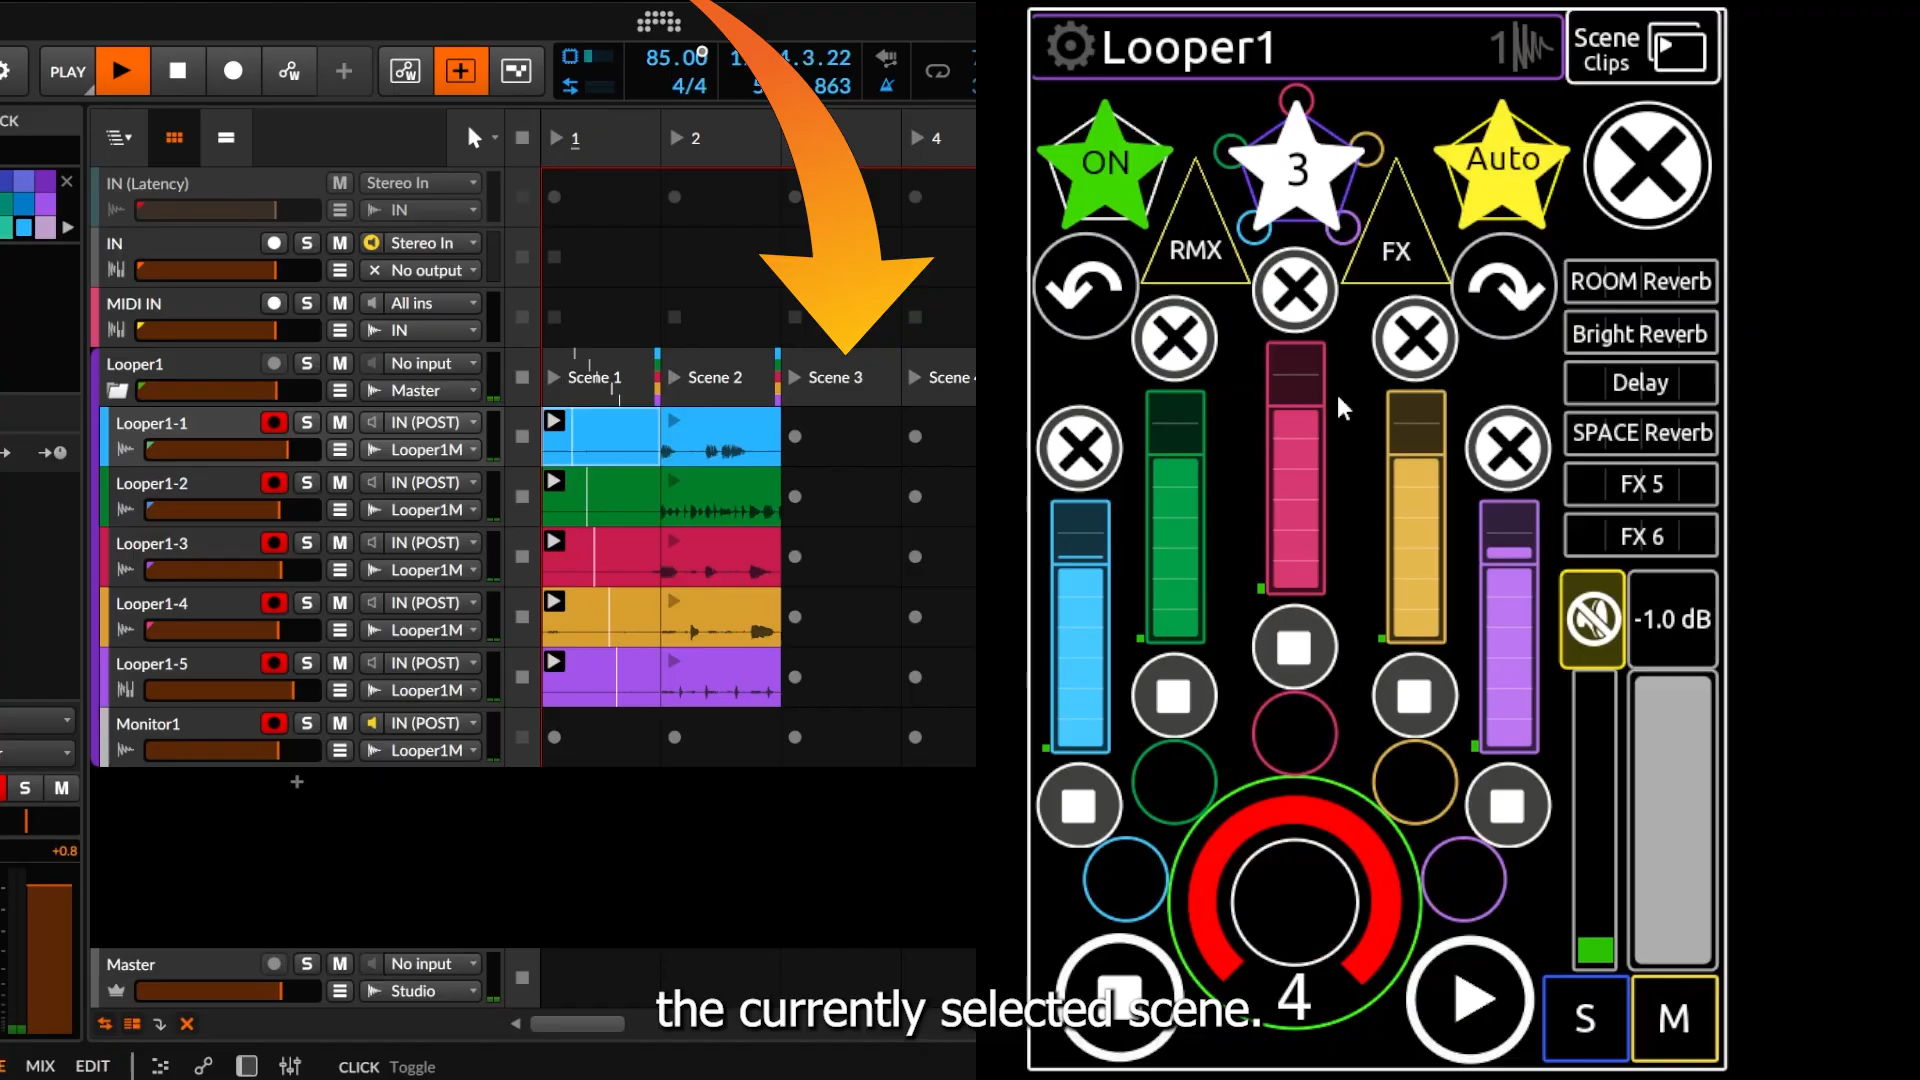 PLAY
85.00
4/4
.3.22
863
CK
1
2
4
IN (Latency)
M
Stereo In
IN
IN
S
M
Stereo In
No output
MIDI IN
S
M
All ins
IN
Looper1
S
M
No input
Master
Scene 1
Scene 2
Scene 3
Scene
Looper1-1
S
M
IN (POST)
Looper1M
Looper1-2
S
M
IN (POST)
Looper1M
Looper1-3
S
M
IN (POST)
Looper1M
Looper1-4
S
M
IN (POST)
Looper1M
Looper1-5
S
M
IN (POST)
Looper1M
Monitor1
S
M
IN (POST)
Looper1M
S
M
+0.8
Master
S
M
No input
Studio
MIX
EDIT
CLICK Toggle
Looper1
1
Scene
Clips
ON
3
Auto
RMX
FX
ROOM Reverb
Bright Reverb
Delay
SPACE Reverb
FX 5
FX 6
-1.0 dB
4
S
M
the currently selected scene.